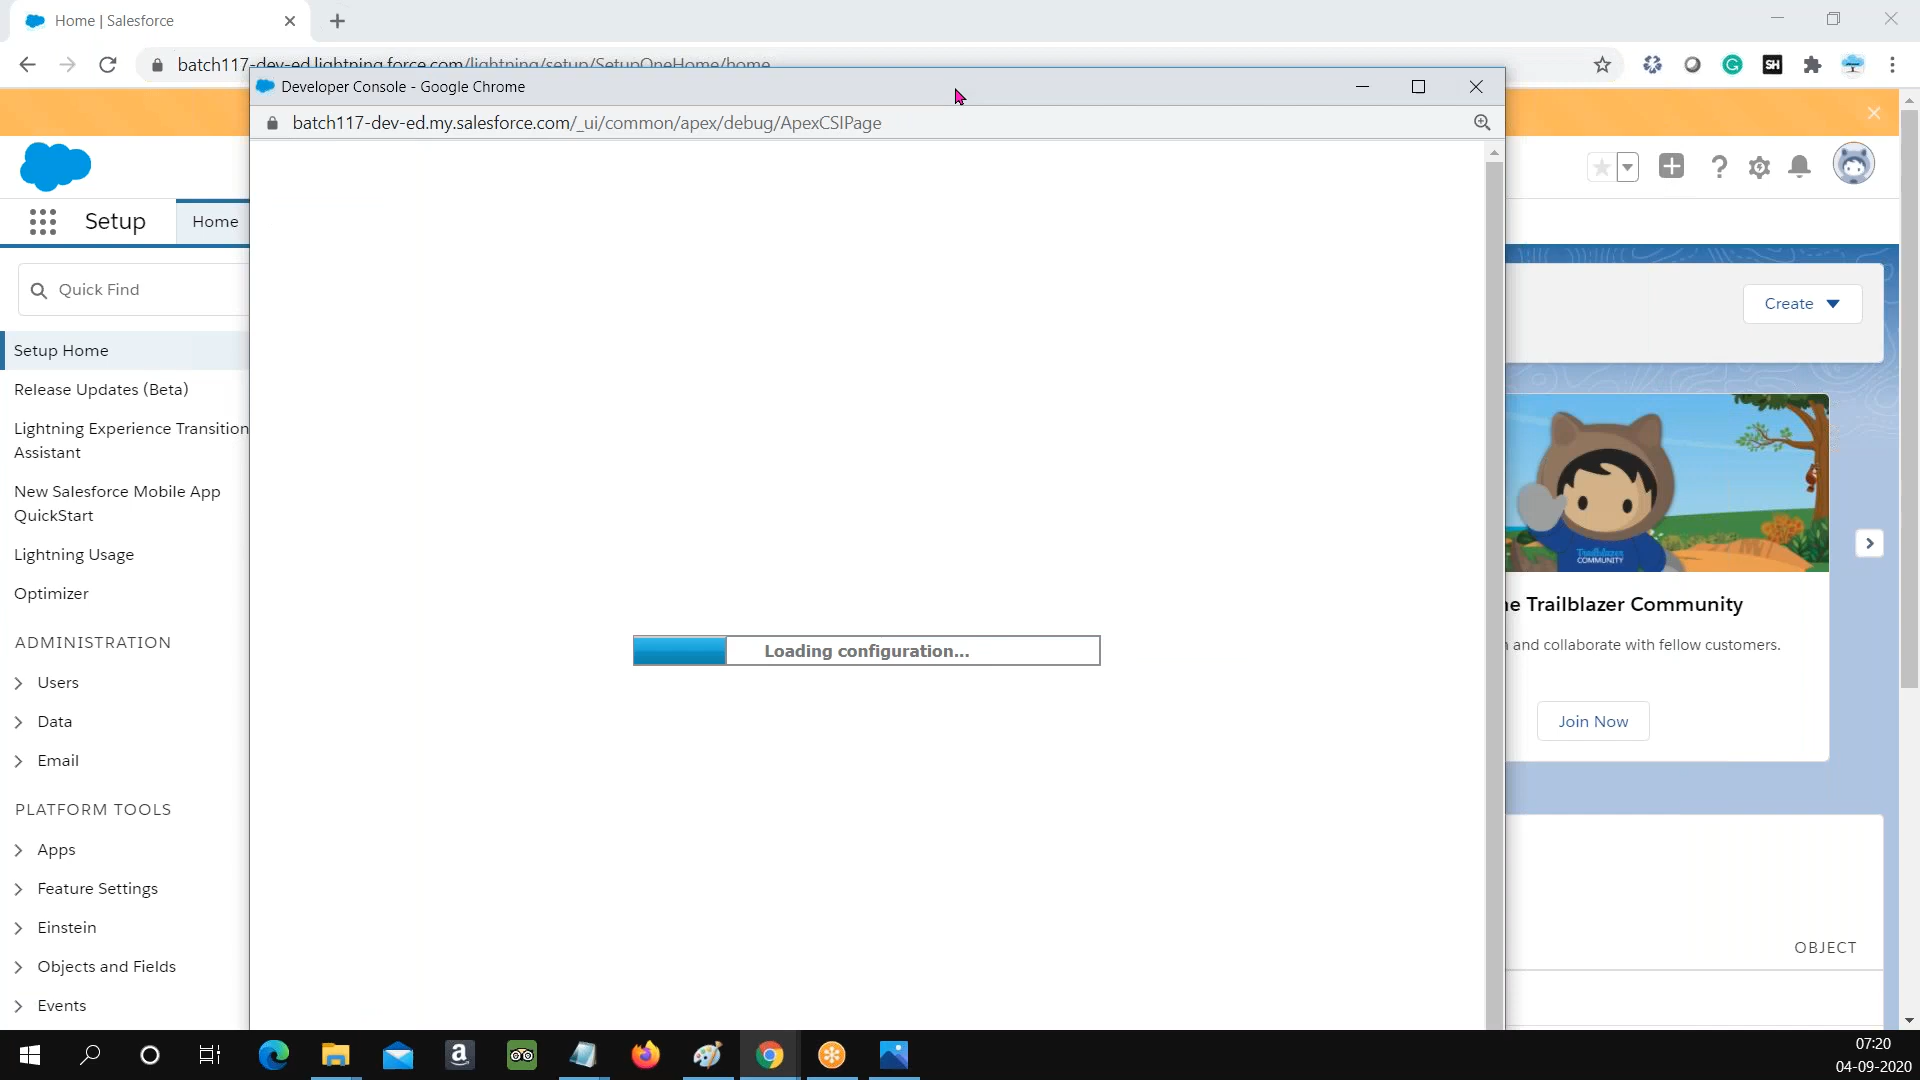 Home | Salesforce
batch117-dev-ed.lightning.force.com/lightning/setup/SetupOneHome/home
Developer Console - Google Chrome
batch117-dev-ed.my.salesforce.com/_ui/common/apex/debug/ApexCSIPage
SH
Setup
Home
Quick Find
Create
Setup Home
Release Updates (Beta)
Lightning Experience Transition
Assistant
New Salesforce Mobile App
QuickStart
Lightning Usage
Optimizer
ADMINISTRATION
Users
Data
Email
PLATFORM TOOLS
Apps
Feature Settings
Einstein
Objects and Fields
Events
Loading configuration...
Trailblazer
COMMUNITY
Trailblazer Community
and collaborate with fellow customers.
Join Now
OBJECT
07:20
04-09-2020